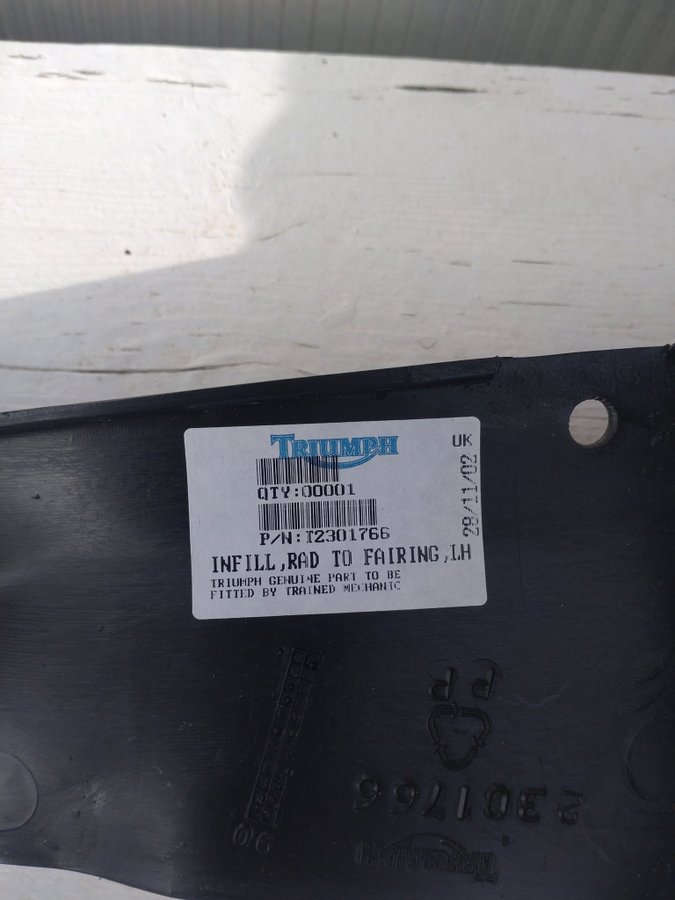 TRIUMPH
UK
QTY:00001
28/11/02
P/N:T2301766
INFILL,RAD TO FAIRING,LH
TRIUMPH GENUINE PART TO BE
FITTED BY TRAINED MECHANIC
PP
2301766
TRIUMPH